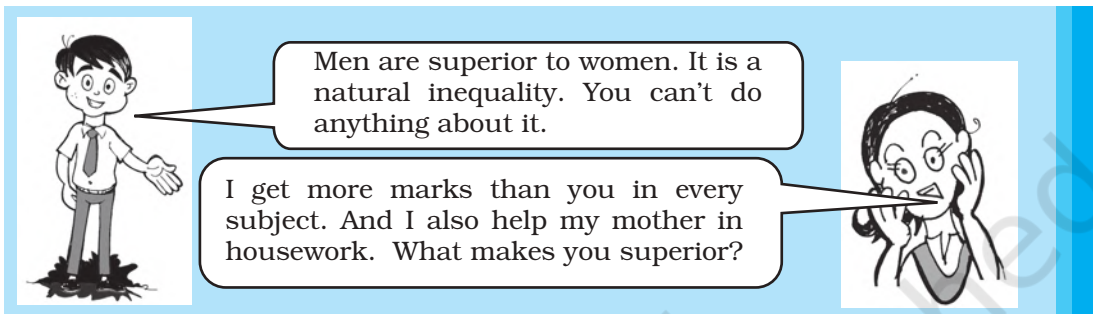 Men are superior to women. It is a
natural inequality. You can't do
anything about it.
I get more marks than you in every
subject. And I also help my mother in
housework. What makes you superior?